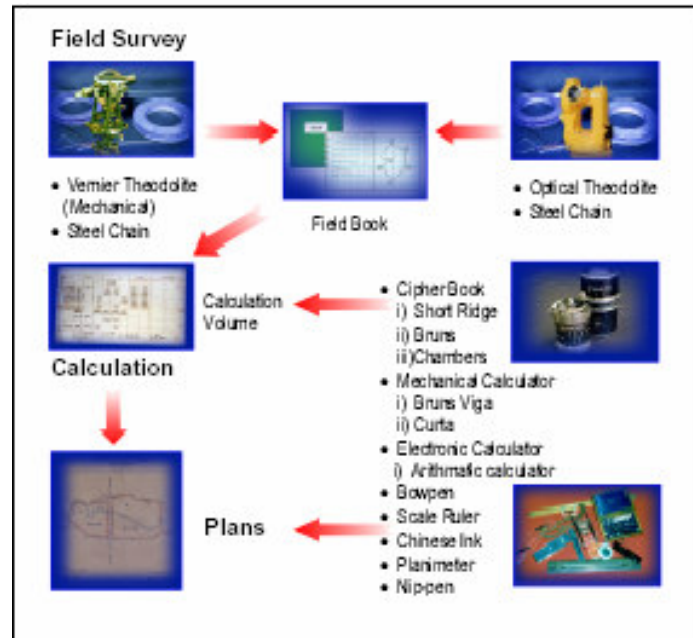 Field Survey
• Vernier Theodolite
(Mechanical)
• Steel Chain
Field Book
• Optical Theodolite
• Steel Chain
Calculation
Volume
Calculation
• Cipher Book
i) Short Ridge
ii) Bruns
iii)Chambers
• Mechanical Calculator
i) Bruns Viga
ii) Curta
• Electronic Calculator
i) Arithmatic calculator
• Bowpen
• Scale Ruler
• Chinese Ink
• Planimeter
• Nip-pen
Plans